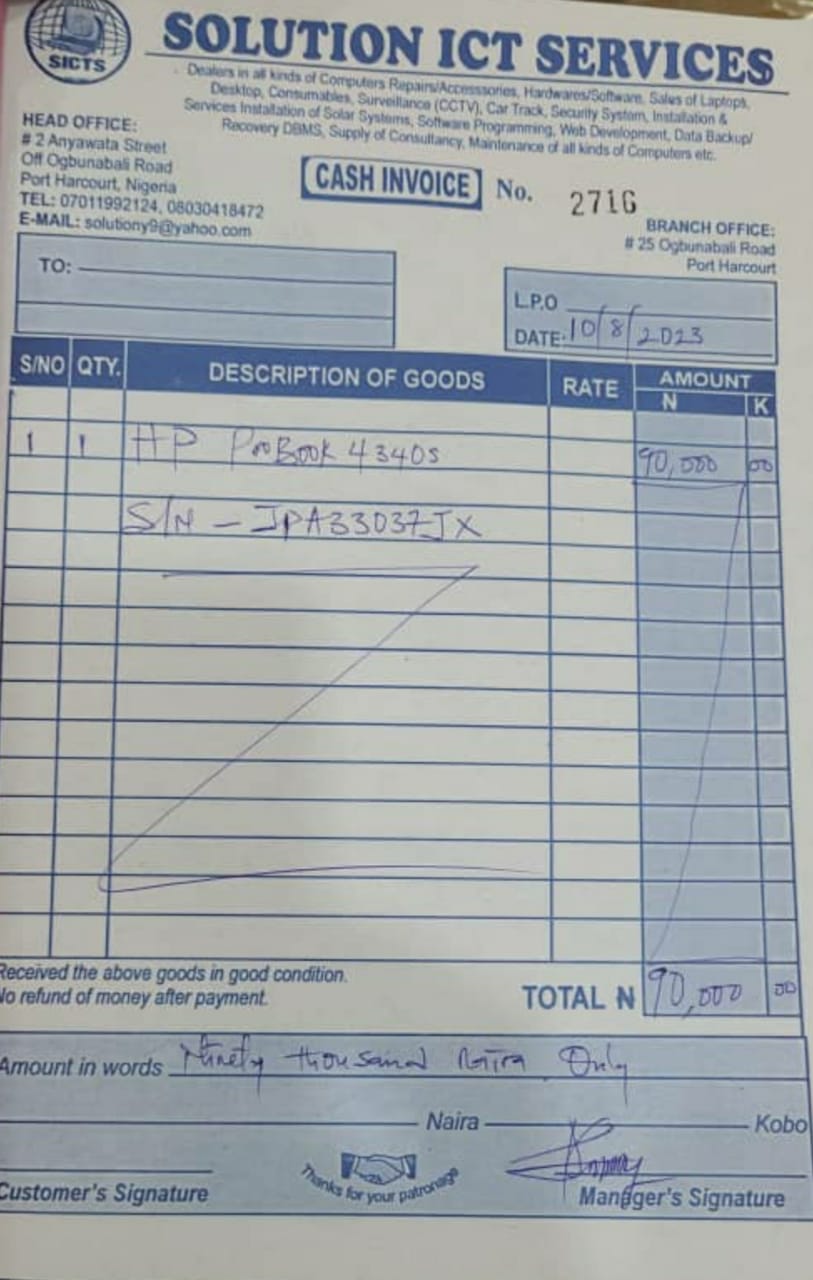 SICTS
SOLUTION ICT SERVICES
Dealers in all kinds of Computers Repairs/Accesssories, Hardwares/Software, Sales of Laptops,
Desktop, Consumables, Surveillance (CCTV), Car Track, Security System, Installation &
Services Installation of Solar Systems, Software Programming, Web Development, Data Backup/
Recovery DBMS, Supply of Consultancy, Maintenance of all kinds of Computers etc.
HEAD OFFICE:
# 2 Anyawata Street
Off Ogbunabali Road
Port Harcourt, Nigeria
TEL: 07011992124, 08030418472
E-MAIL: solutiony9@yahoo.com
CASH INVOICE No. 2716
BRANCH OFFICE:
# 25 Ogbunabali Road
Port Harcourt
TO:
L.P.O
DATE: 10/8/2023
S/NO QTY. DESCRIPTION OF GOODS RATE AMOUNT
N K
1 1 HP ProBook 4340s 90,000 00
S/N - JPA33037JX
Received the above goods in good condition.
No refund of money after payment.
TOTAL N 90,000 00
Amount in words Ninety thousand Naira Only
Naira Kobo
Thanks for your patronage
Customer's Signature Manager's Signature